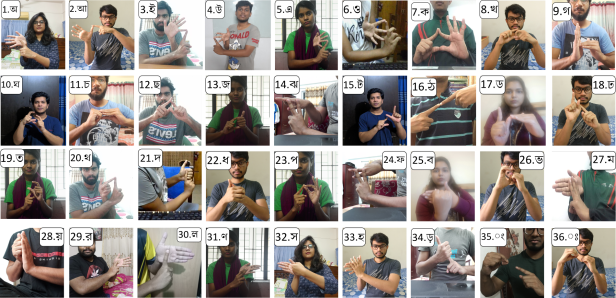 1.অ 2.আ 3.ই 4.উ 5.এ 6.ও 7.ক 8.খ 9.গ
10.ঘ 11.চ 12.ছ 13.জ 14.ঝ 15.ট 16.ঠ 17.ড 18.ঢ
19.ত 20.থ 21.দ 22.ধ 23.প 24.ফ 25.ব 26.ভ 27.ম
28.য় 29.র 30.ল 31.ন 32.স 33.হ 34.ড় 35.ং 36.ঃ